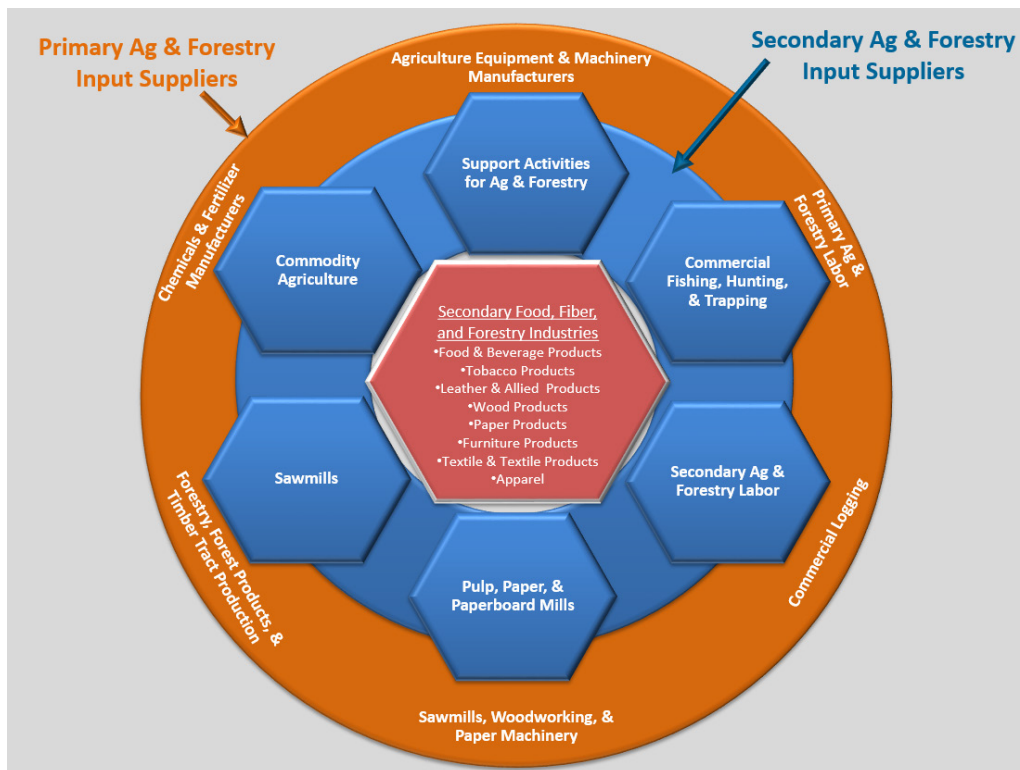 Primary Ag & Forestry
Input Suppliers
Secondary Ag & Forestry
Input Suppliers
Agriculture Equipment & Machinery
Manufacturers
Support Activities
for Ag & Forestry
Chemicals & Fertilizer
Manufacturers
Primary Ag &
Forestry Labor
Commodity
Agriculture
Commercial
Fishing, Hunting,
& Trapping
Secondary Food, Fiber,
and Forestry Industries
•Food & Beverage Products
•Tobacco Products
•Leather & Allied Products
•Wood Products
•Paper Products
•Furniture Products
•Textile & Textile Products
•Apparel
Sawmills
Secondary Ag &
Forestry Labor
Forestry, Forest Products, &
Timber Tract Production
Commercial Logging
Pulp, Paper, &
Paperboard Mills
Sawmills, Woodworking, &
Paper Machinery